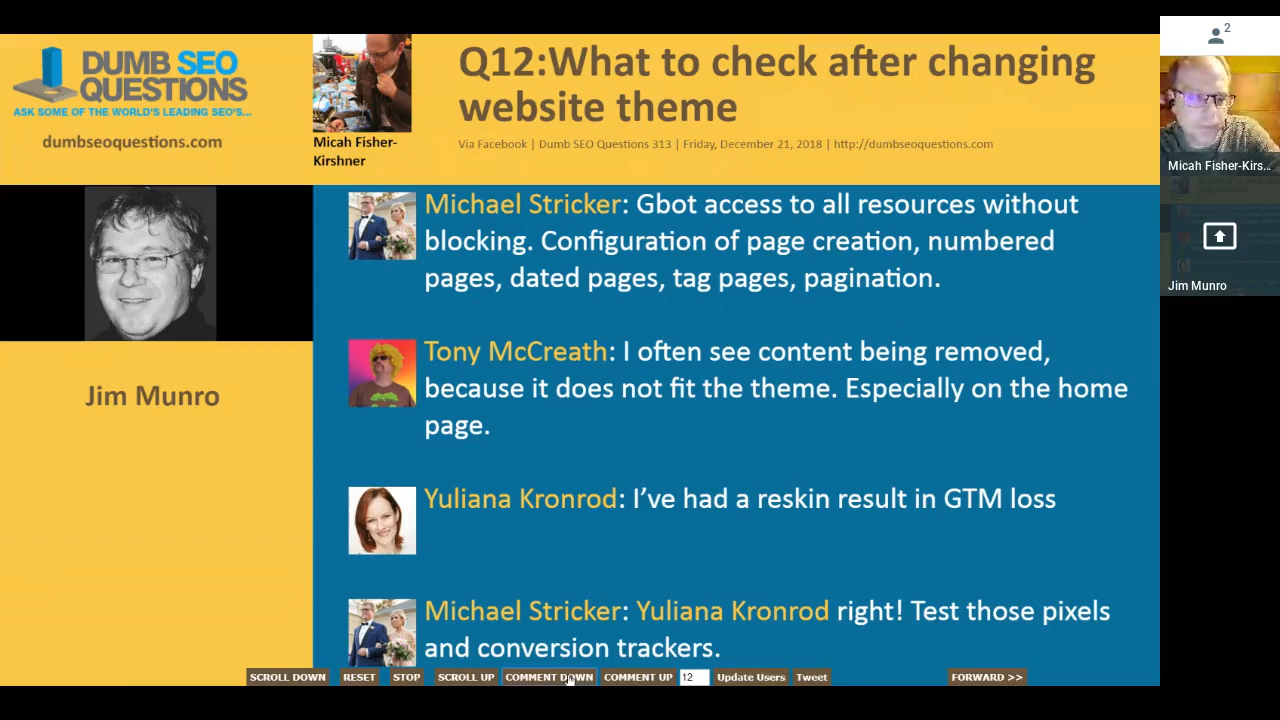 DUMB SEO
QUESTIONS
ASK SOME OF THE WORLD'S LEADING SEO'S...
dumbseoquestions.com
Micah Fisher-
Kirshner
Q12:What to check after changing
website theme
Via Facebook | Dumb SEO Questions 313 | Friday, December 21, 2018 | http://dumbseoquestions.com
2
Micah Fisher-Kirs...
Jim Munro
Jim Munro
Michael Stricker: Gbot access to all resources without
blocking. Configuration of page creation, numbered
pages, dated pages, tag pages, pagination.
Tony McCreath: I often see content being removed,
because it does not fit the theme. Especially on the home
page.
Yuliana Kronrod: I’ve had a reskin result in GTM loss
Michael Stricker: Yuliana Kronrod right! Test those pixels
and conversion trackers.
SCROLL DOWN RESET STOP SCROLL UP COMMENT DOWN COMMENT UP 12 Update Users Tweet FORWARD >>